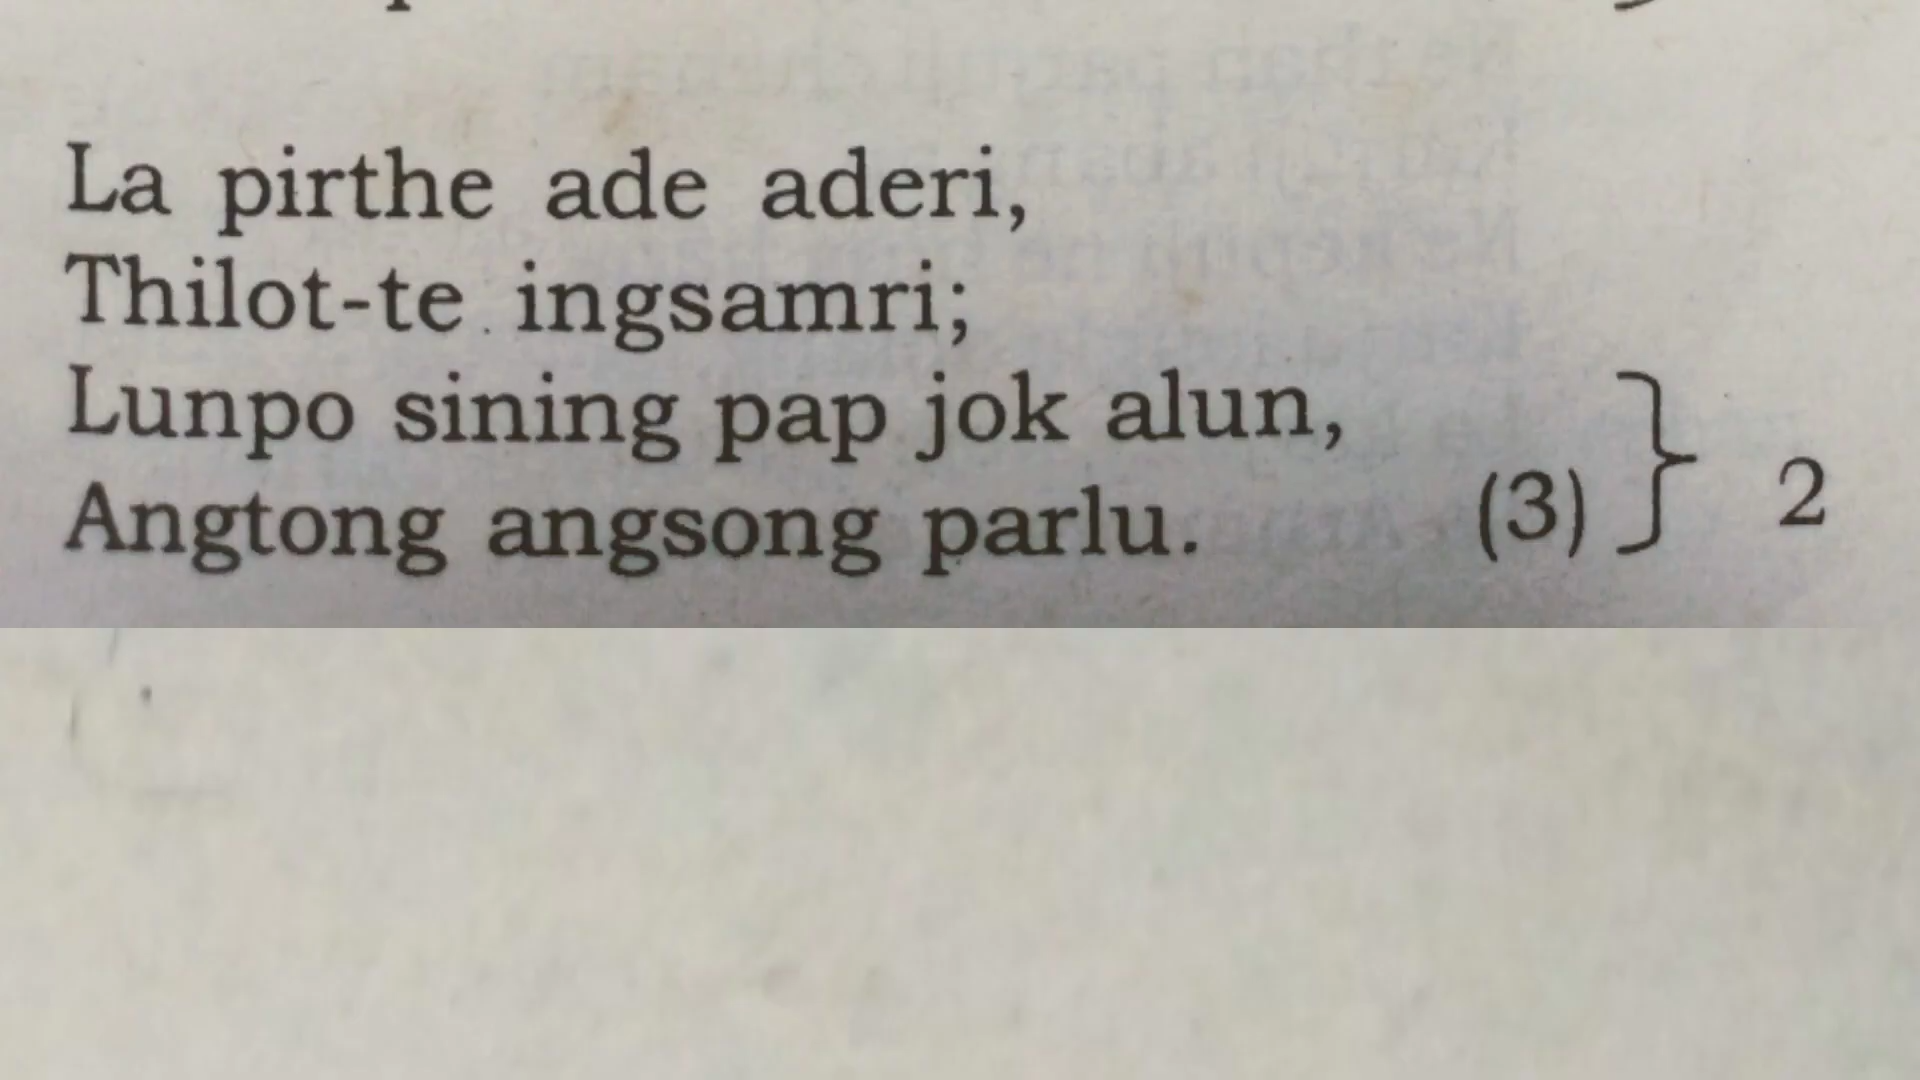 La pirthe ade aderi,
Thilot-te ingsamri;
Lunpo sining pap jok alun,
Angtong angsong parlu. (3) } 2